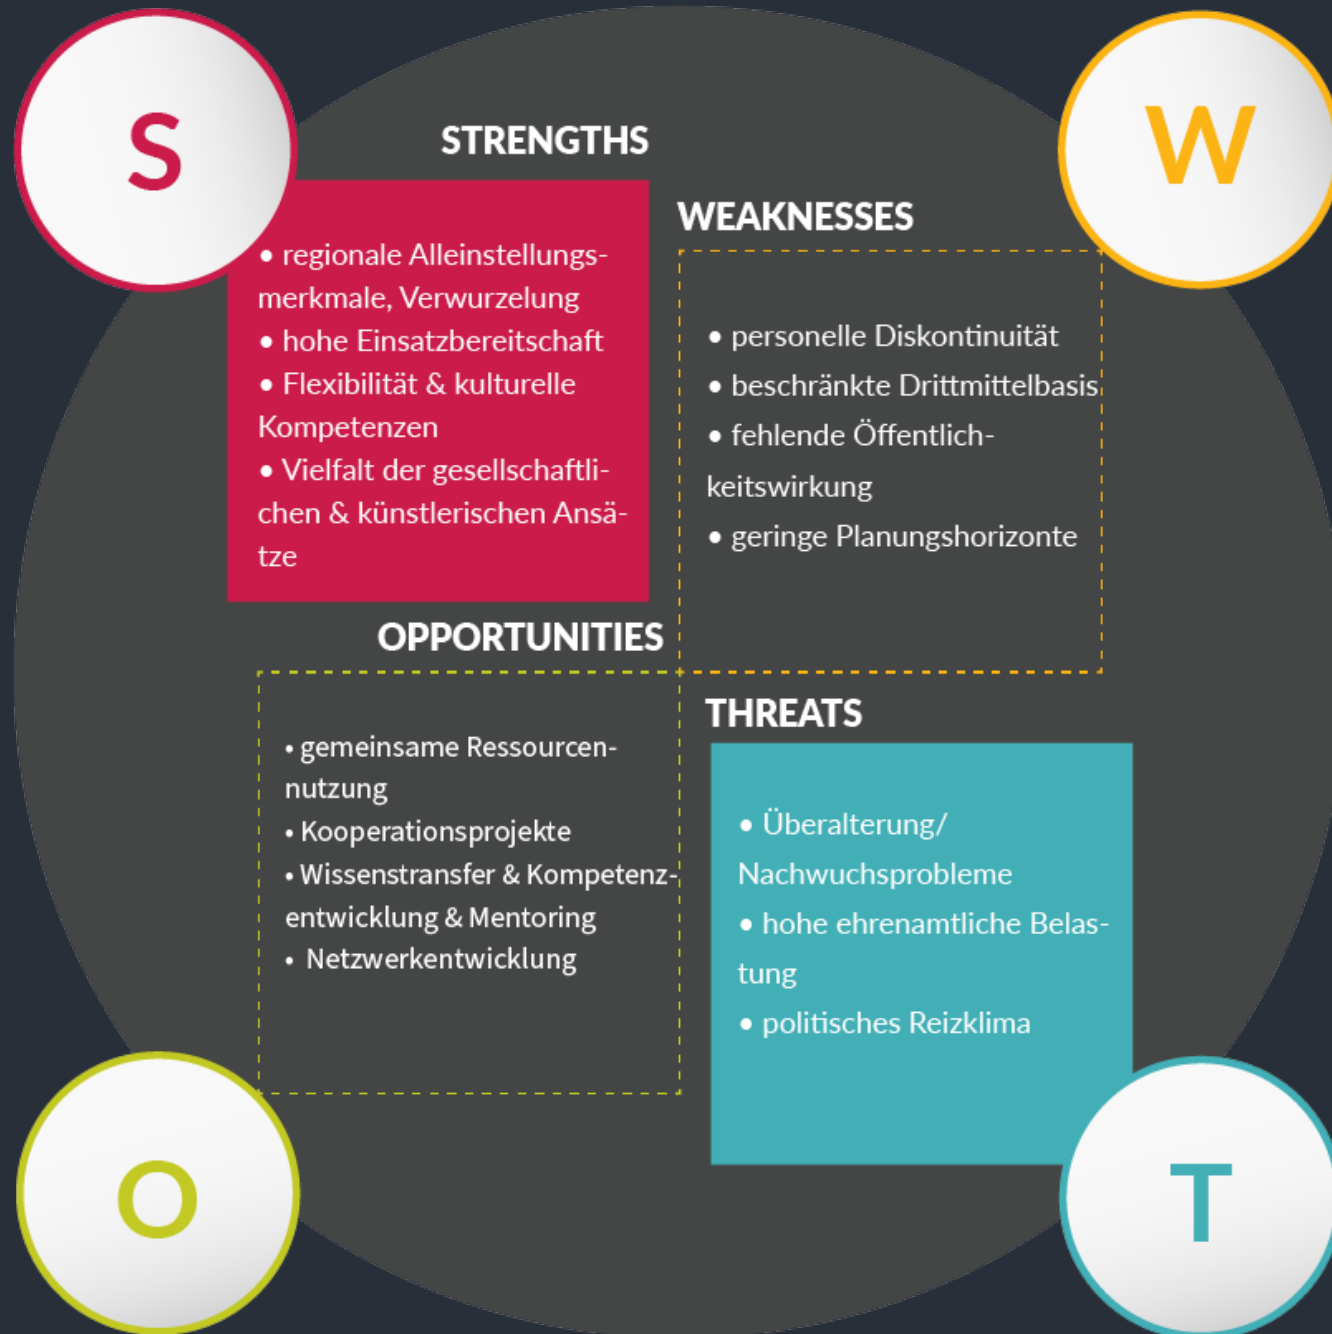 S
STRENGTHS
• regionale Alleinstellungs-
merkmale, Verwurzelung
• hohe Einsatzbereitschaft
• Flexibilität & kulturelle
Kompetenzen
• Vielfalt der gesellschaftli-
chen & künstlerischen Ansä-
tze
W
WEAKNESSES
• personelle Diskontinuität
• beschränkte Drittmittelbasis
• fehlende Öffentlich-
keitswirkung
• geringe Planungshorizonte
OPPORTUNITIES
• gemeinsame Ressourcen-
nutzung
• Kooperationsprojekte
• Wissenstransfer & Kompetenz-
entwicklung & Mentoring
• Netzwerkentwicklung
O
THREATS
• Überalterung/
Nachwuchsprobleme
• hohe ehrenamtliche Belas-
tung
• politisches Reizklima
T